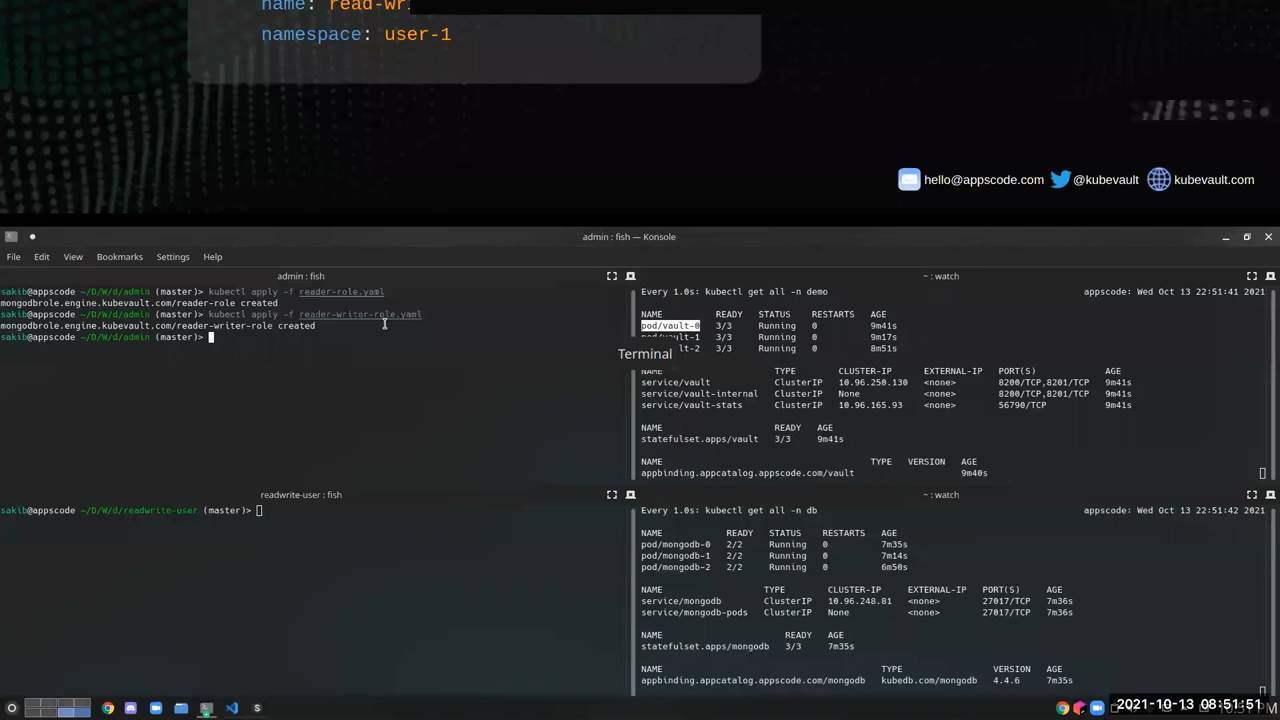 name: read-wri
namespace: user-1
hello@appscode.com @kubevault kubevault.com
admin : fish — Konsole
File Edit View Bookmarks Settings Help
admin : fish
sakib@appscode ~/D/W/d/admin (master)> kubectl apply -f reader-role.yaml
mongodbrole.engine.kubevault.com/reader-role created
sakib@appscode ~/D/W/d/admin (master)> kubectl apply -f reader-writer-role.yaml
mongodbrole.engine.kubevault.com/reader-writer-role created
sakib@appscode ~/D/W/d/admin (master)>
~ : watch
Every 1.0s: kubectl get all -n demo appscode: Wed Oct 13 22:51:41 2021
NAME READY STATUS RESTARTS AGE
pod/vault-0 3/3 Running 0 9m41s
pod/vault-1 3/3 Running 0 9m17s
lt-2 3/3 Running 0 8m51s
Terminal
NAME TYPE CLUSTER-IP EXTERNAL-IP PORT(S) AGE
service/vault ClusterIP 10.96.250.130 <none> 8200/TCP,8201/TCP 9m41s
service/vault-internal ClusterIP None <none> 8200/TCP,8201/TCP 9m41s
service/vault-stats ClusterIP 10.96.165.93 <none> 56790/TCP 9m41s
NAME READY AGE
statefulset.apps/vault 3/3 9m41s
NAME TYPE VERSION AGE
appbinding.appcatalog.appscode.com/vault 9m40s
readwrite-user : fish
sakib@appscode ~/D/W/d/readwrite-user (master)>
~ : watch
Every 1.0s: kubectl get all -n db appscode: Wed Oct 13 22:51:42 2021
NAME READY STATUS RESTARTS AGE
pod/mongodb-0 2/2 Running 0 7m35s
pod/mongodb-1 2/2 Running 0 7m14s
pod/mongodb-2 2/2 Running 0 6m50s
NAME TYPE CLUSTER-IP EXTERNAL-IP PORT(S) AGE
service/mongodb ClusterIP 10.96.248.81 <none> 27017/TCP 7m36s
service/mongodb-pods ClusterIP None <none> 27017/TCP 7m36s
NAME READY AGE
statefulset.apps/mongodb 3/3 7m35s
NAME TYPE VERSION AGE
appbinding.appcatalog.appscode.com/mongodb kubedb.com/mongodb 4.4.6 7m35s
2021-10-13 08:51:51